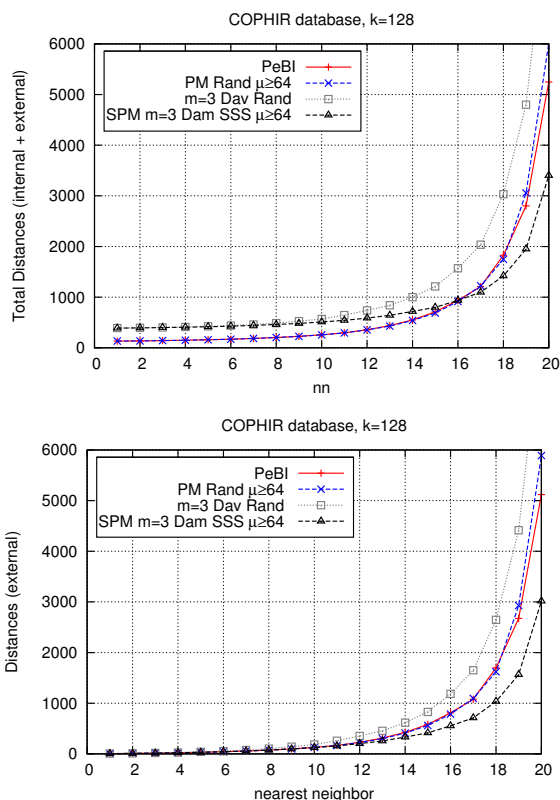 COPHIR database, k=128
6000
5000
4000
3000
2000
1000
0
Total Distances (internal + external)
PeBI
PM Rand µ≥64
m=3 Dav Rand
SPM m=3 Dam SSS µ≥64
0 2 4 6 8 10 12 14 16 18 20
nn
COPHIR database, k=128
6000
5000
4000
3000
2000
1000
0
Distances (external)
PeBI
PM Rand µ≥64
m=3 Dav Rand
SPM m=3 Dam SSS µ≥64
0 2 4 6 8 10 12 14 16 18 20
nearest neighbor